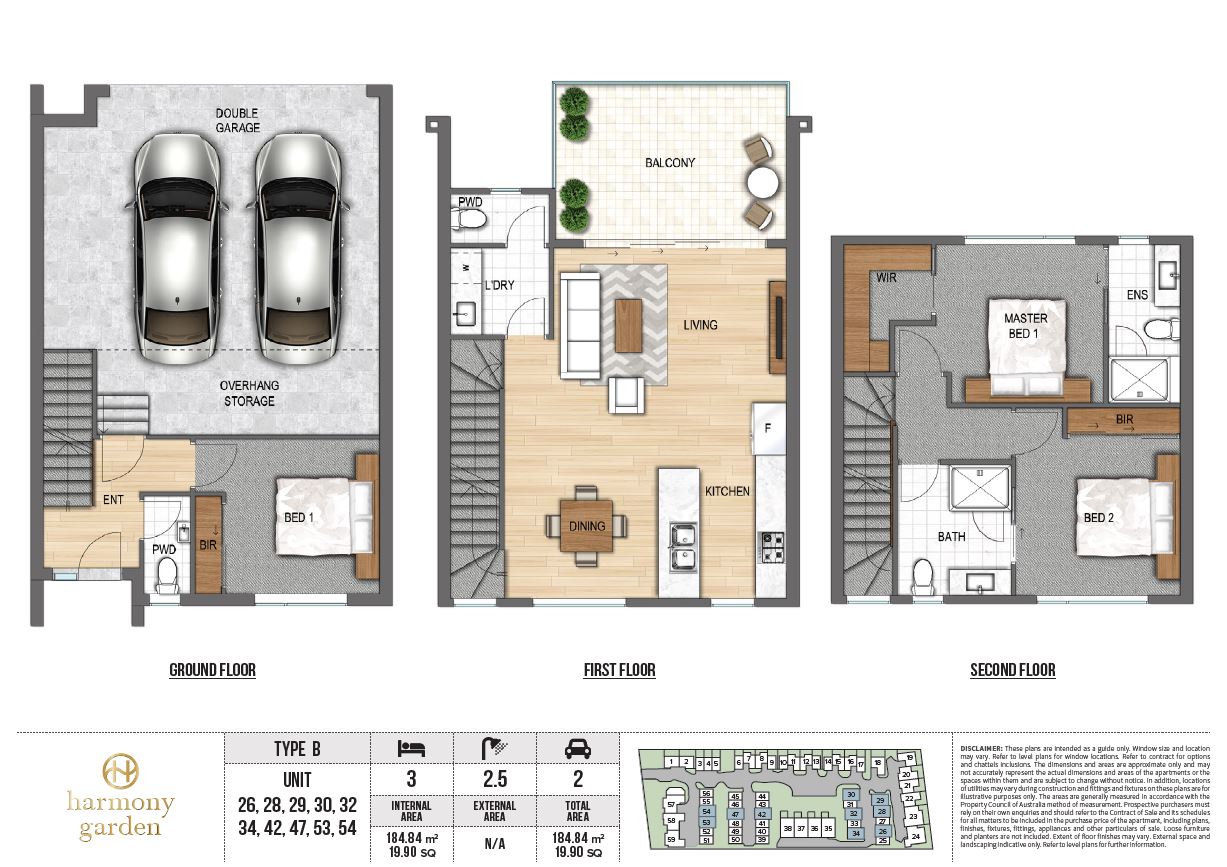 DOUBLE
GARAGE
OVERHANG
STORAGE
ENT
PWD
BIR
BED 1
BALCONY
PWD
W
L'DRY
LIVING
F
KITCHEN
DINING
WIR
MASTER
BED 1
ENS
BIR
BED 2
BATH
GROUND FLOOR
FIRST FLOOR
SECOND FLOOR
harmony
garden
TYPE B
UNIT
26, 28, 29, 30, 32
34, 42, 47, 53, 54
3
2.5
2
INTERNAL
AREA
EXTERNAL
AREA
TOTAL
AREA
184.84 m²
19.90 SQ
N/A
184.84 m²
19.90 SQ
1 2 3 4 5 6 7 8 9 10 11 12 13 14 15 16 17 18 19
20
21
22
23
24
57
58
59
56
55
54
53
52
50
51
45
46
47
48
49
50
44
43
42
41
40
39
38 37 36 35
30
31
32
33
34
29
28
27
26
25
DISCLAIMER: These plans are intended as a guide only. Window size and location
may vary. Refer to level plans for window locations. Refer to contract for options
and chattels inclusions. The dimensions and areas are approximate only and may
not accurately represent the actual dimensions and areas of the apartments or the
spaces within them and are subject to change without notice. In addition, locations
of utilities may vary during construction and fittings and fixtures on these plans are for
illustrative purposes only. The areas are generally measured in accordance with the
Property Council of Australia method of measurement. Prospective purchasers must
rely on their own enquiries and should refer to the Contract of Sale and its schedules
for all matters to be included in the purchase price of the apartment, including plans,
finishes, fixtures, fittings, appliances and other particulars of sale. Loose furniture
and planters are not included. Extent of floor finishes may vary. External space and
landscaping indicative only. Refer to level plans for further information.